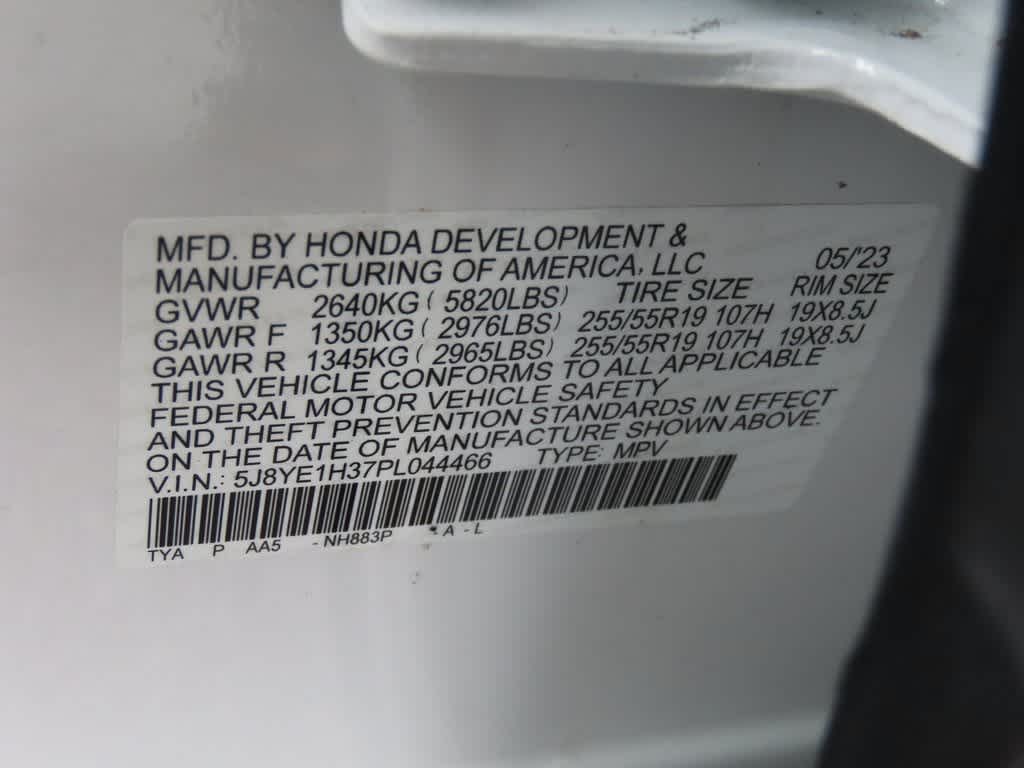 MFD. BY HONDA DEVELOPMENT &
MANUFACTURING OF AMERICA, LLC 05/'23
GVWR 2640KG ( 5820LBS) TIRE SIZE RIM SIZE
GAWR F 1350KG ( 2976LBS) 255/55R19 107H 19X8.5J
GAWR R 1345KG ( 2965LBS) 255/55R19 107H 19X8.5J
THIS VEHICLE CONFORMS TO ALL APPLICABLE
FEDERAL MOTOR VEHICLE SAFETY
AND THEFT PREVENTION STANDARDS IN EFFECT
ON THE DATE OF MANUFACTURE SHOWN ABOVE.
V.I.N.: 5J8YE1H37PL044466 TYPE: MPV
TYA P AA5 - NH883P * A - L